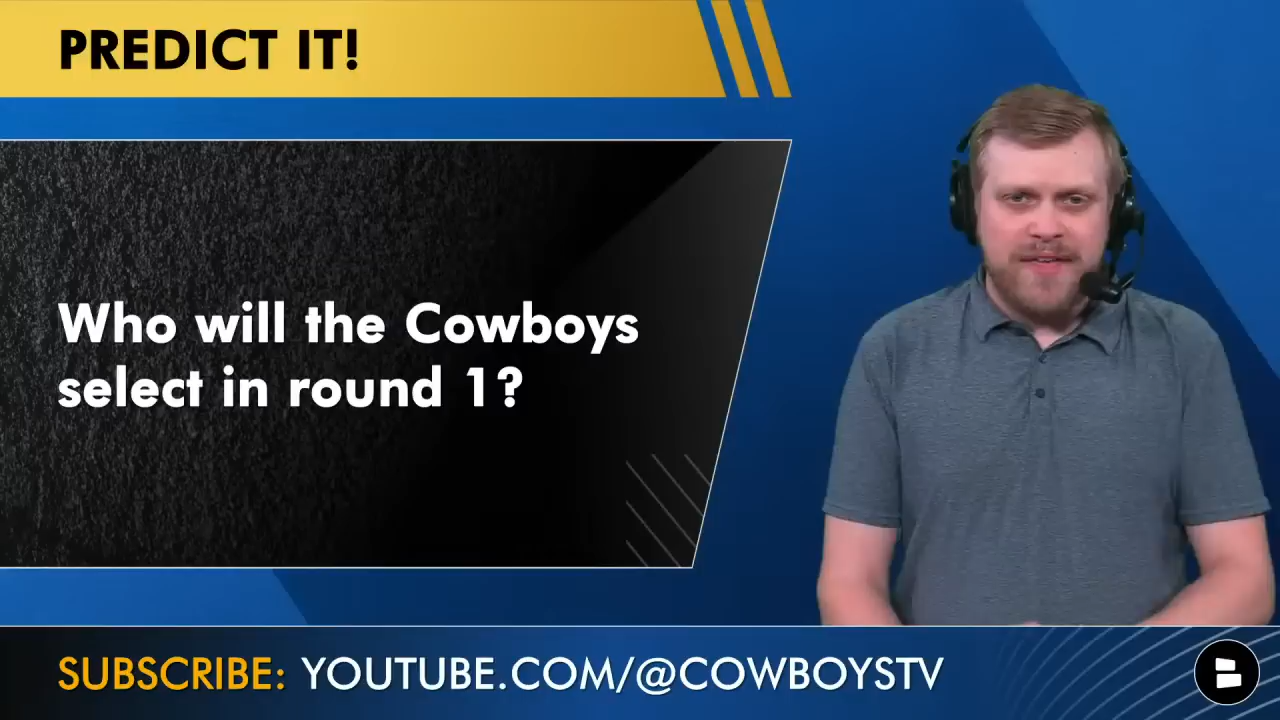 PREDICT IT!
Who will the Cowboys
select in round 1?
SUBSCRIBE: YOUTUBE.COM/@COWBOYSTV